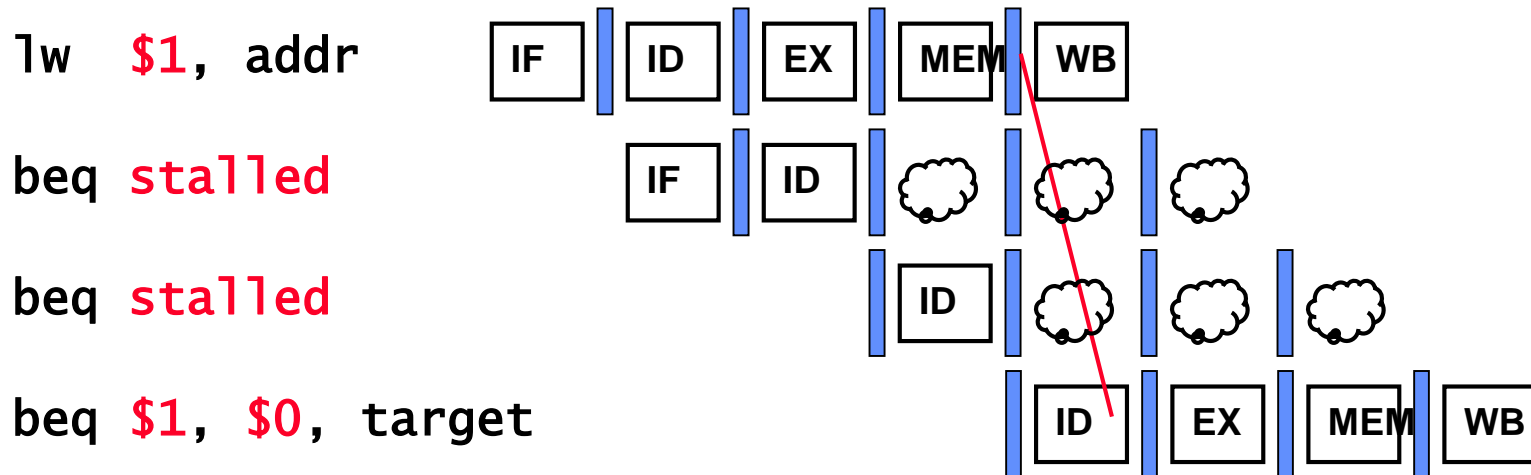 lw $1, addr IF ID EX MEM WB
beq stalled IF ID
beq stalled ID
beq $1, $0, target ID EX MEM WB